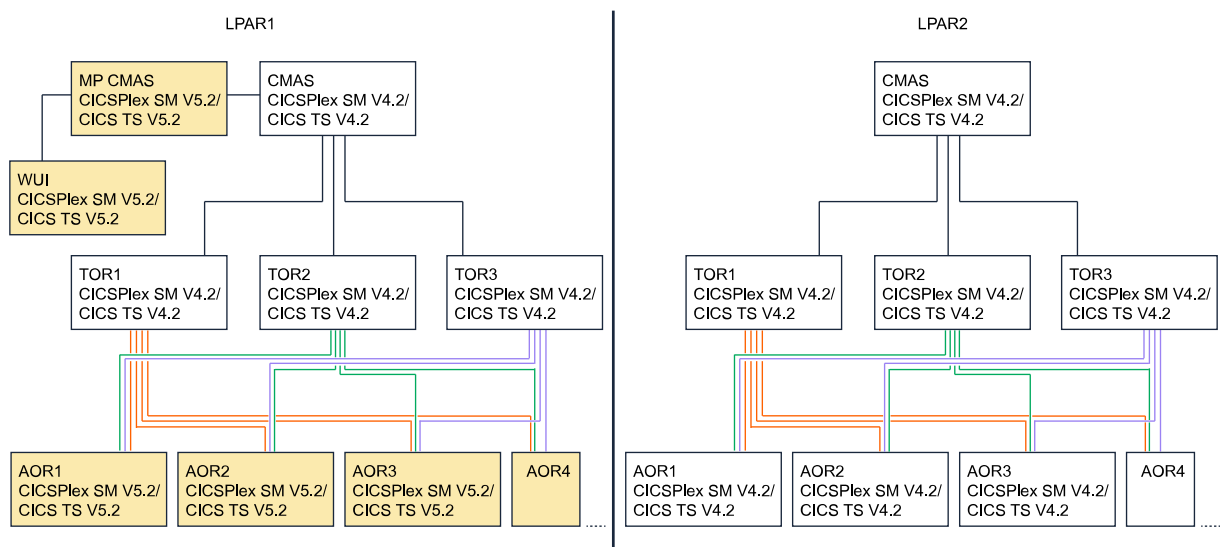 LPAR1
MP CMAS
CICSPlex SM V5.2/
CICS TS V5.2
CMAS
CICSPlex SM V4.2/
CICS TS V4.2
WUI
CICSPlex SM V5.2/
CICS TS V5.2
TOR1
CICSPlex SM V4.2/
CICS TS V4.2
TOR2
CICSPlex SM V4.2/
CICS TS V4.2
TOR3
CICSPlex SM V4.2/
CICS TS V4.2
AOR1
CICSPlex SM V5.2/
CICS TS V5.2
AOR2
CICSPlex SM V5.2/
CICS TS V5.2
AOR3
CICSPlex SM V5.2/
CICS TS V5.2
AOR4
.....
LPAR2
CMAS
CICSPlex SM V4.2/
CICS TS V4.2
TOR1
CICSPlex SM V4.2/
CICS TS V4.2
TOR2
CICSPlex SM V4.2/
CICS TS V4.2
TOR3
CICSPlex SM V4.2/
CICS TS V4.2
AOR1
CICSPlex SM V4.2/
CICS TS V4.2
AOR2
CICSPlex SM V4.2/
CICS TS V4.2
AOR3
CICSPlex SM V4.2/
CICS TS V4.2
AOR4
.....